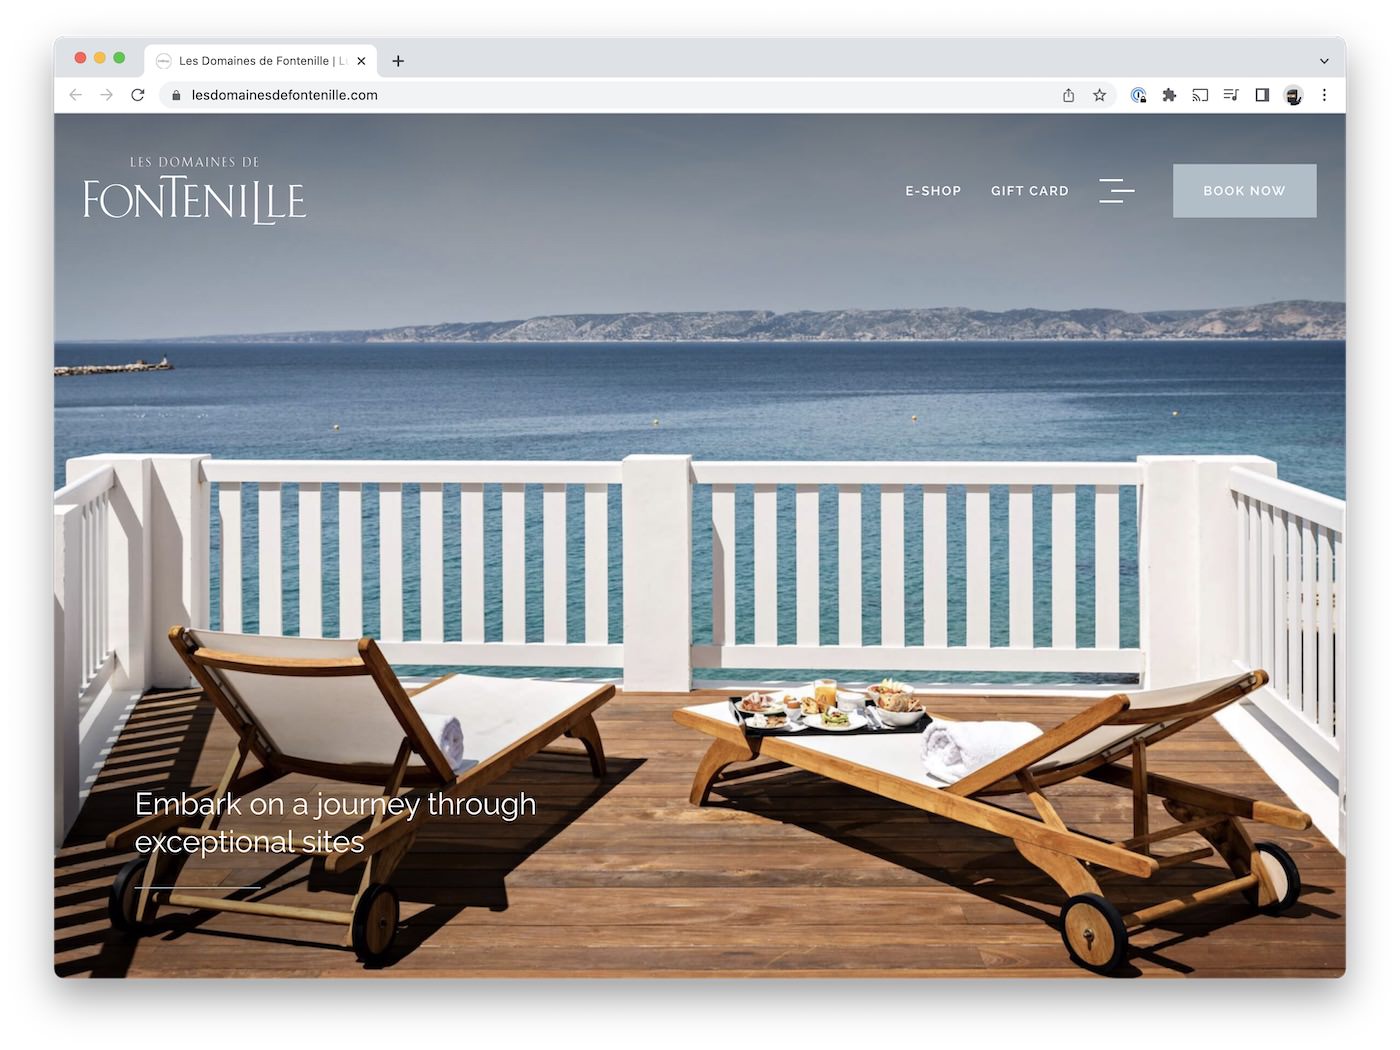 Les Domaines de Fontenille |
lesdomainesdefontenille.com
LES DOMAINES DE
FONTENILLE
E-SHOP
GIFT CARD
BOOK NOW
Embark on a journey through
exceptional sites